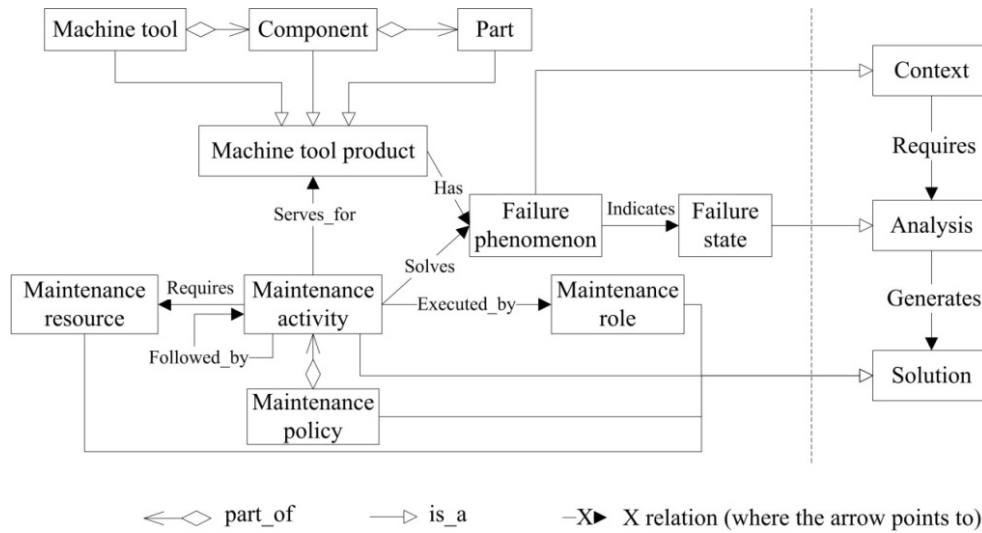 Machine tool
Component
Part
Context
Machine tool product
Requires
Has
Serves_for
Failure
phenomenon
Indicates
Failure
state
Analysis
Solves
Maintenance
resource
Requires
Maintenance
activity
Executed_by
Maintenance
role
Generates
Followed_by
Solution
Maintenance
policy
part_of
is_a
X
X relation (where the arrow points to)